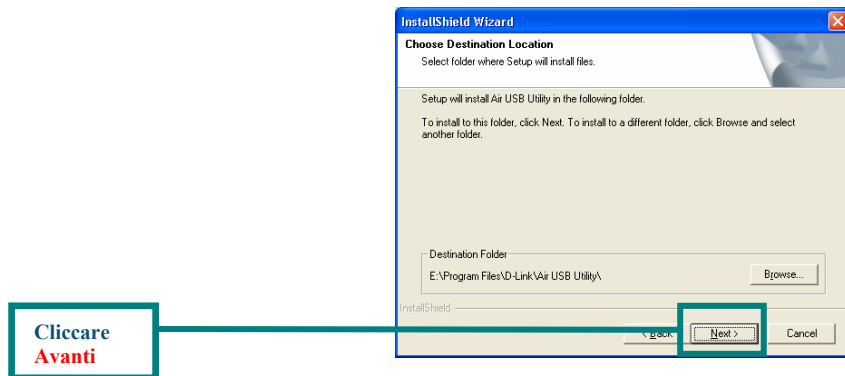 InstallShield Wizard
Choose Destination Location
Select folder where Setup will install files.
Setup will install Air USB Utility in the following folder.
To install to this folder, click Next. To install to a different folder, click Browse and select
another folder.
Destination Folder
E:\Program Files\D-Link\Air USB Utility\
Browse...
InstallShield
< Back
Next >
Cancel
Cliccare
Avanti